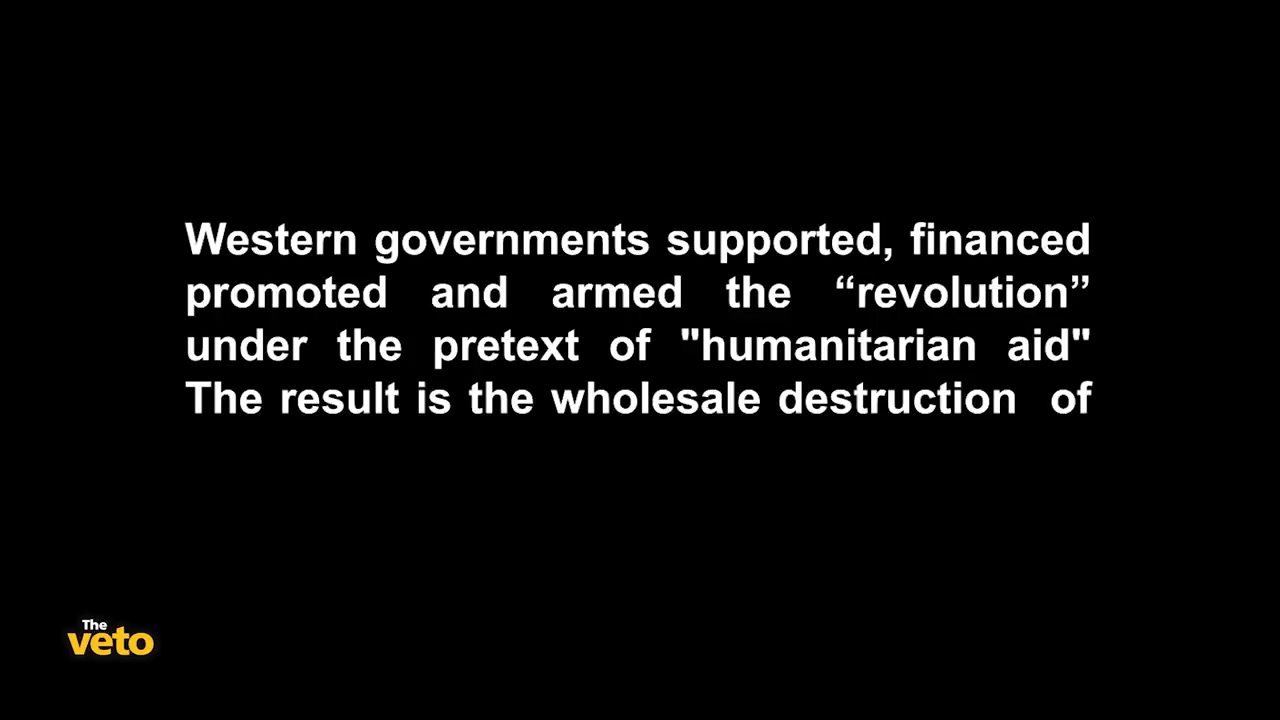 Western governments supported, financed
promoted and armed the “revolution”
under the pretext of "humanitarian aid"
The result is the wholesale destruction of
The
veto